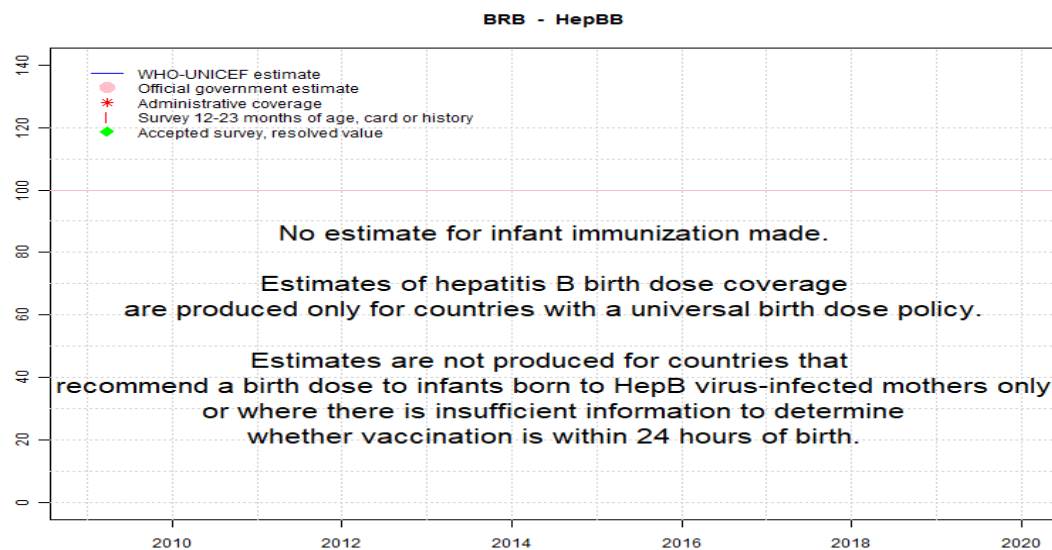 BRB - HepBB
WHO-UNICEF estimate
Official government estimate
Administrative coverage
Survey 12-23 months of age, card or history
Accepted survey, resolved value
140
120
100
80
60
40
20
0
No estimate for infant immunization made.
Estimates of hepatitis B birth dose coverage
are produced only for countries with a universal birth dose policy.
Estimates are not produced for countries that
recommend a birth dose to infants born to HepB virus-infected mothers only
or where there is insufficient information to determine
whether vaccination is within 24 hours of birth.
2010 2012 2014 2016 2018 2020